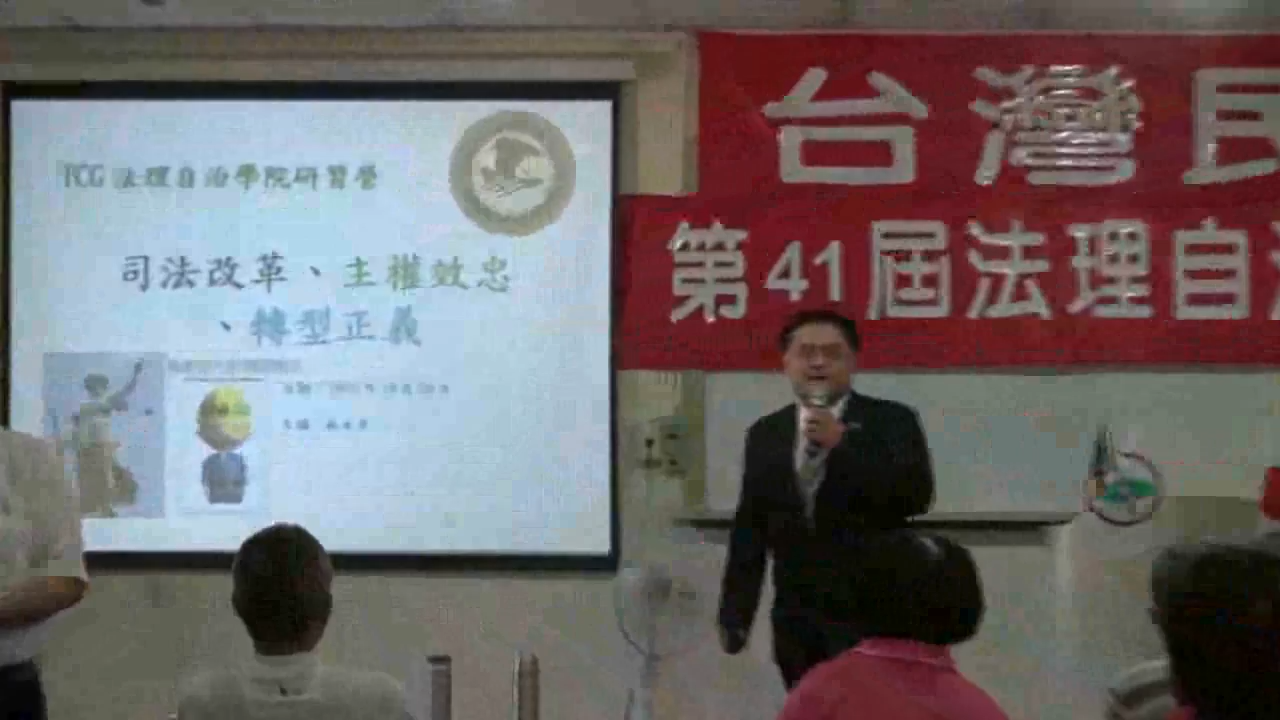 TCG 法理自治學院研習營
司法改革、主權效忠
、轉型正義
台灣民
第41屆法理自治